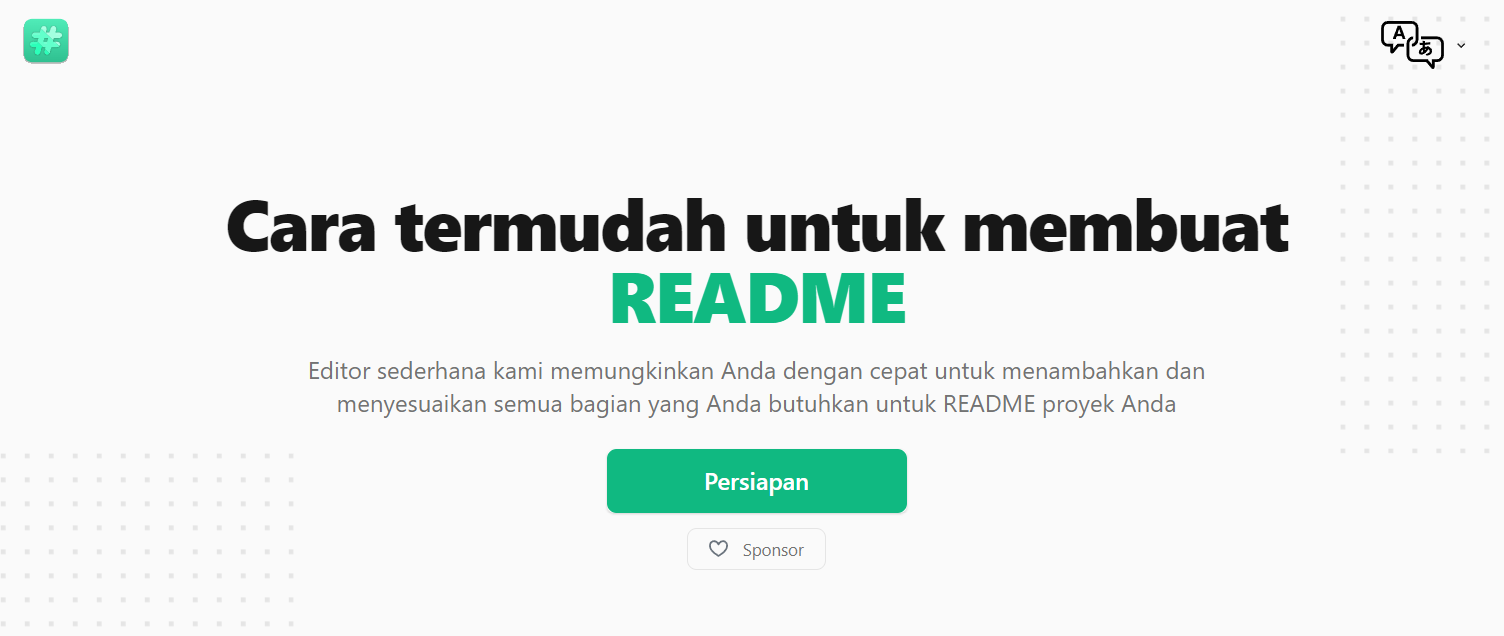 A あ
Cara termudah untuk membuat
README
Editor sederhana kami memungkinkan Anda dengan cepat untuk menambahkan dan
menyesuaikan semua bagian yang Anda butuhkan untuk README proyek Anda
Persiapan
Sponsor